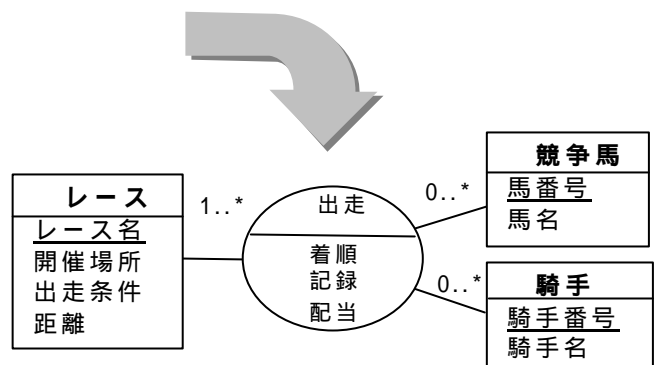 レース
レース名
開催場所
出走条件
距離
1..*
出走
着順
記録
配当
0..*
競争馬
馬番号
馬名
0..*
騎手
騎手番号
騎手名